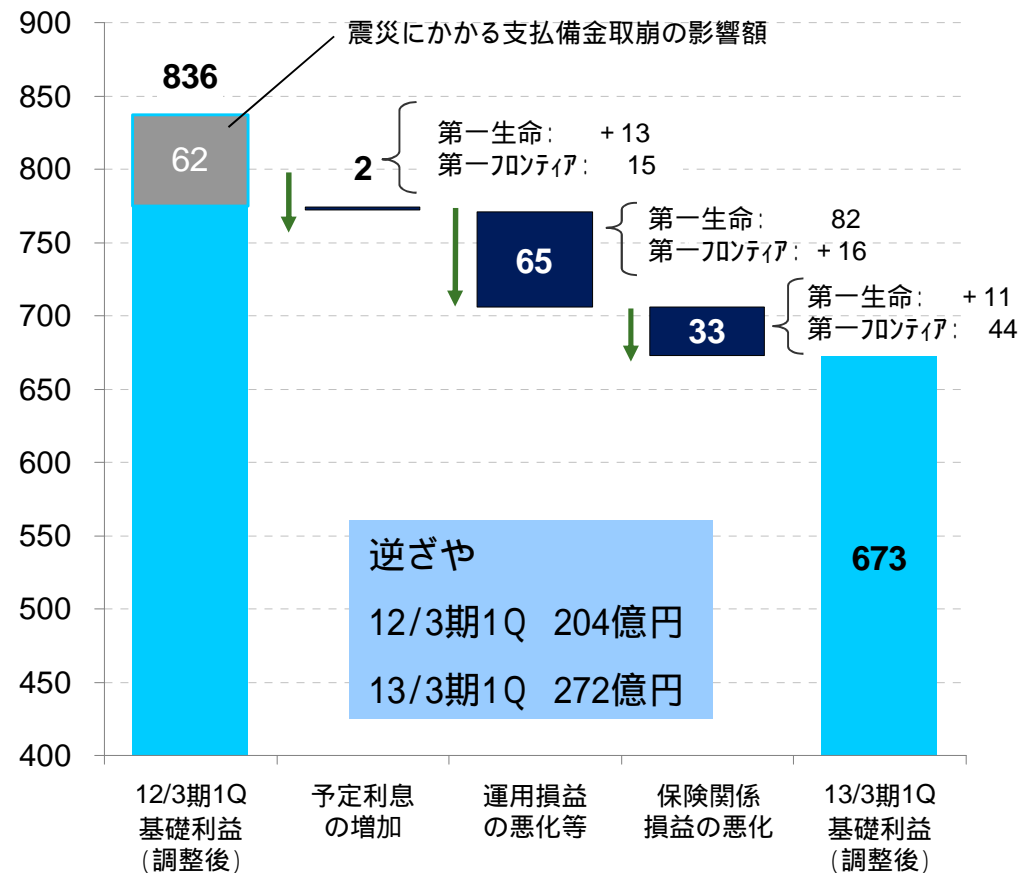 900
850
800
750
700
650
600
550
500
450
400
震災にかかる支払備金取崩の影響額
836
62
2
第一生命: +13
第一フロンティア: 15
65
第一生命: 82
第一フロンティア: +16
33
第一生命: +11
第一フロンティア: 44
673
逆ざや
12/3期1Q 204億円
13/3期1Q 272億円
12/3期1Q
基礎利益
(調整後)
予定利息
の増加
運用損益
の悪化等
保険関係
損益の悪化
13/3期1Q
基礎利益
(調整後)